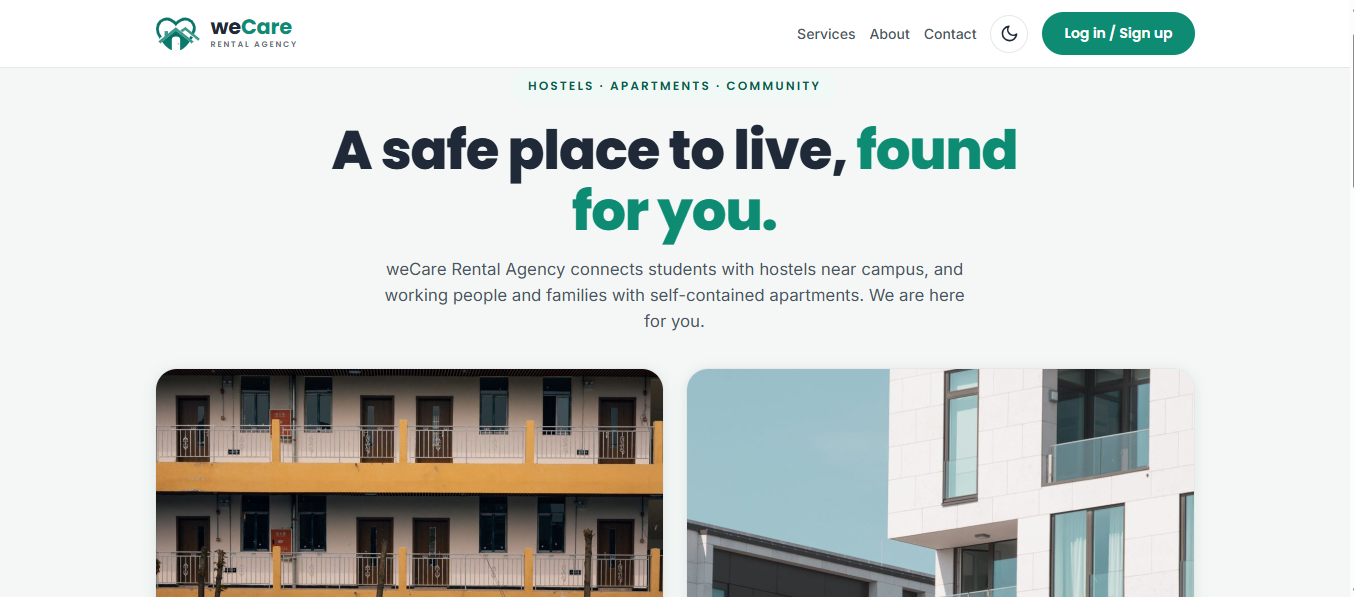 weCare
RENTAL AGENCY
Services
About
Contact
Log in / Sign up
HOSTELS · APARTMENTS · COMMUNITY
A safe place to live, found
for you.
weCare Rental Agency connects students with hostels near campus, and
working people and families with self-contained apartments. We are here
for you.